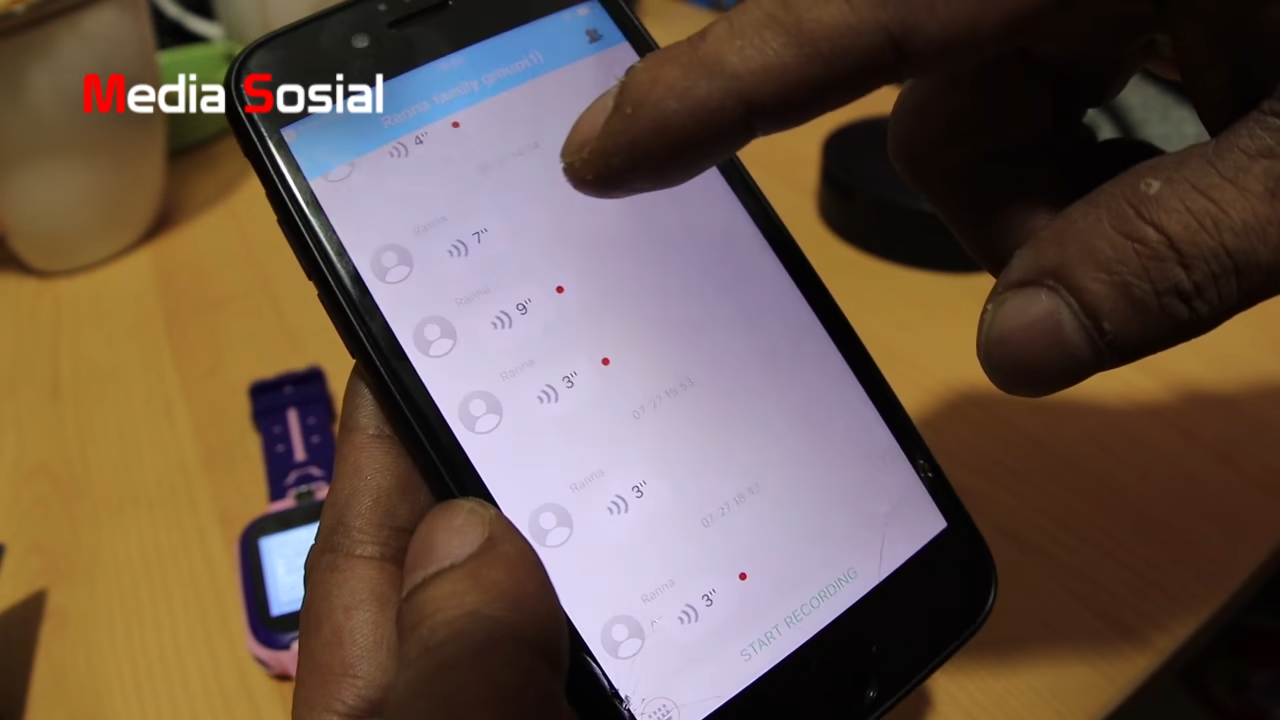 Media Sosial
Ranna family group(1)
4"
Ranna
7"
Ranna
9"
Ranna
3"
07-27 15:53
Ranna
3"
07-27 18:42
Ranna
3"
START RECORDING